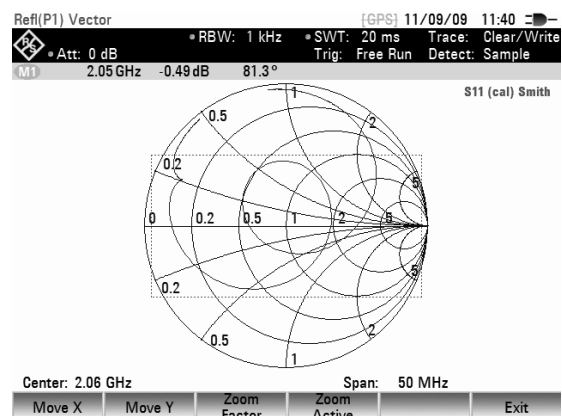 Refl(P1) Vector [GPS] 11/09/09 11:40
RBW: 1 kHz SWT: 20 ms Trace: Clear/Write
Att: 0 dB Trig: Free Run Detect: Sample
M1 2.05 GHz -0.49 dB 81.3°
S11 (cal) Smith
1
0.5 2
0.2 5
0 0.2 0.5 1 2 5
0.2 5
0.5 2
1
Center: 2.06 GHz Span: 50 MHz
Move X Move Y Zoom Factor Zoom Active Exit